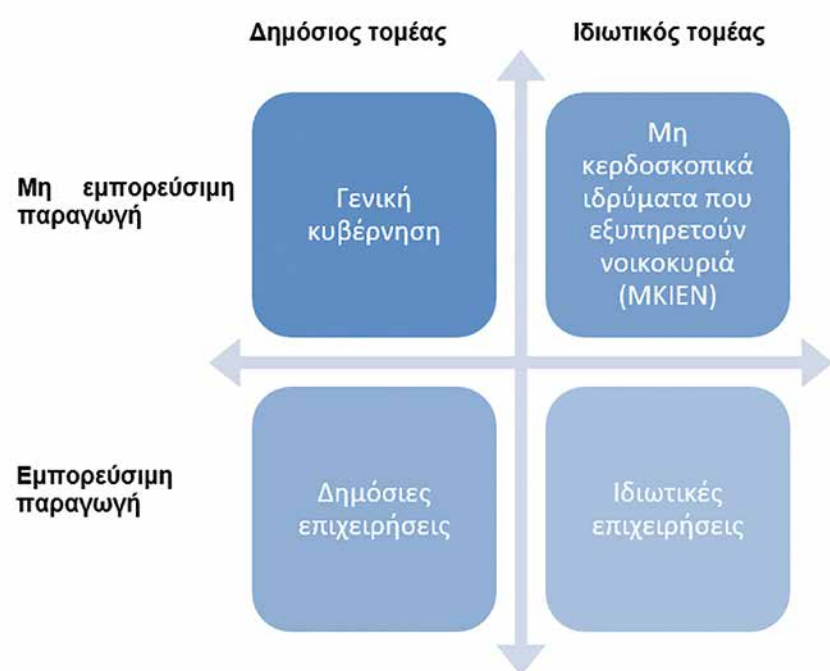 Δημόσιος τομέας
Ιδιωτικός τομέας
Μη εμπορεύσιμη
παραγωγή
Γενική
κυβέρνηση
Μη
κερδοσκοπικά
ιδρύματα που
εξυπηρετούν
νοικοκυριά
(ΜΚΙΕΝ)
Εμπορεύσιμη
παραγωγή
Δημόσιες
επιχειρήσεις
Ιδιωτικές
επιχειρήσεις